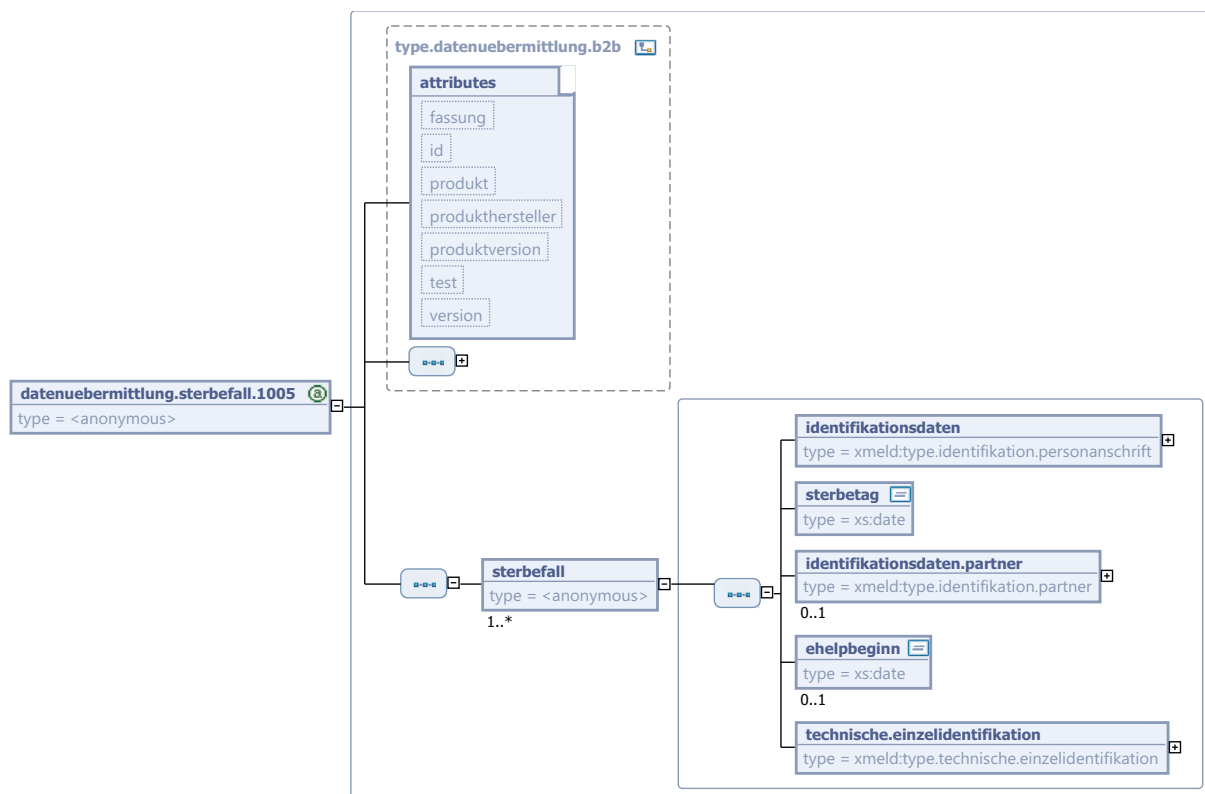 type.datenuebermittlung.b2b
attributes
fassung
id
produkt
produkthersteller
produktversion
test
version
datenuebermittlung.sterbefall.1005
type = <anonymous>
sterbefall
type = <anonymous>
1..*
identifikationsdaten
type = xmeld:type.identifikation.personanschrift
sterbetag
type = xs:date
identifikationsdaten.partner
type = xmeld:type.identifikation.partner
0..1
ehelpbeginn
type = xs:date
0..1
technische.einzelidentifikation
type = xmeld:type.technische.einzelidentifikation